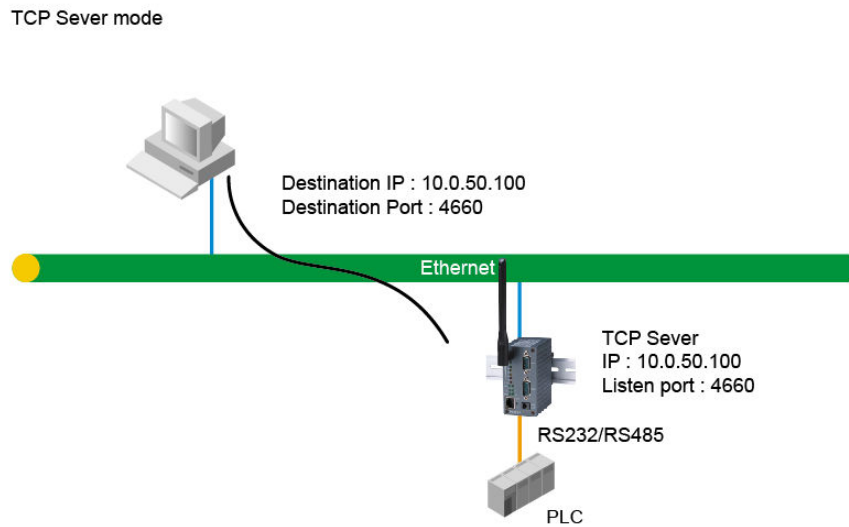 TCP Sever mode
Destination IP : 10.0.50.100
Destination Port : 4660
Ethernet
TCP Sever
IP : 10.0.50.100
Listen port : 4660
RS232/RS485
PLC